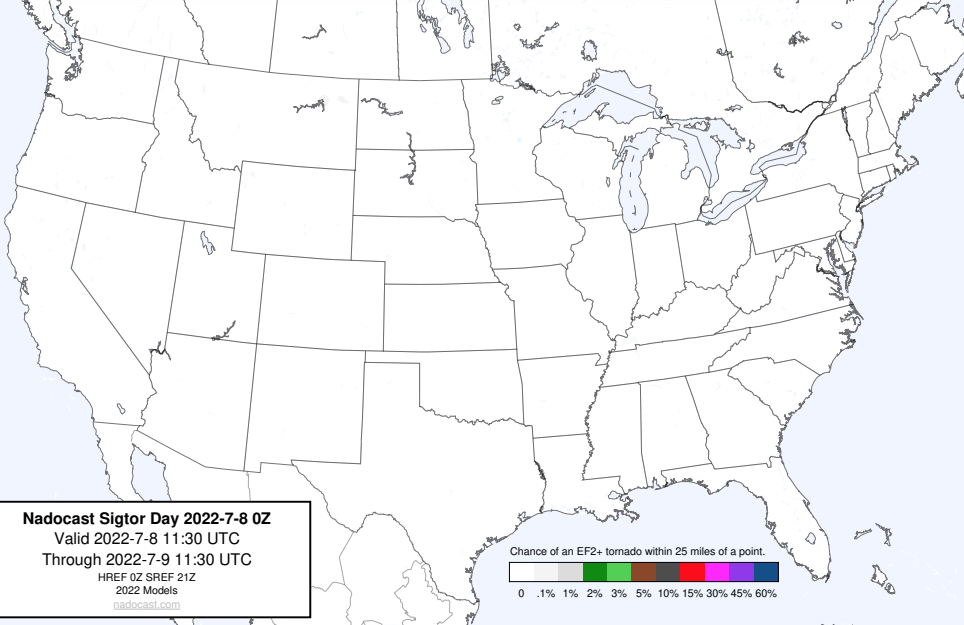 Nadocast Sigtor Day 2022-7-8 0Z
Valid 2022-7-8 11:30 UTC
Through 2022-7-9 11:30 UTC
HREF 0Z SREF 21Z
2022 Models
nadocast.com
Chance of an EF2+ tornado within 25 miles of a point.
0 .1% 1% 2% 3% 5% 10% 15% 30% 45% 60%